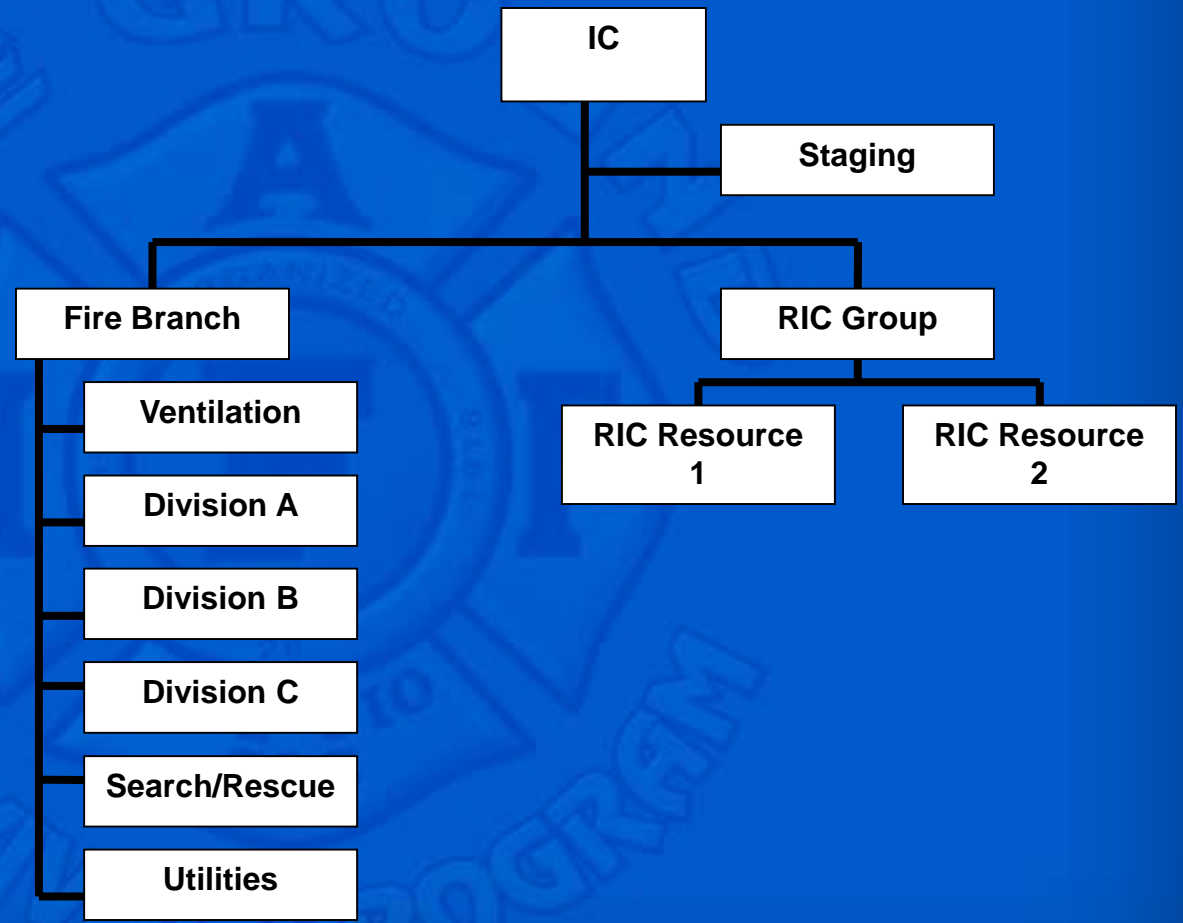 IC
Staging
Fire Branch
RIC Group
Ventilation
RIC Resource
1
RIC Resource
2
Division A
Division B
Division C
Search/Rescue
Utilities
PROGRAM